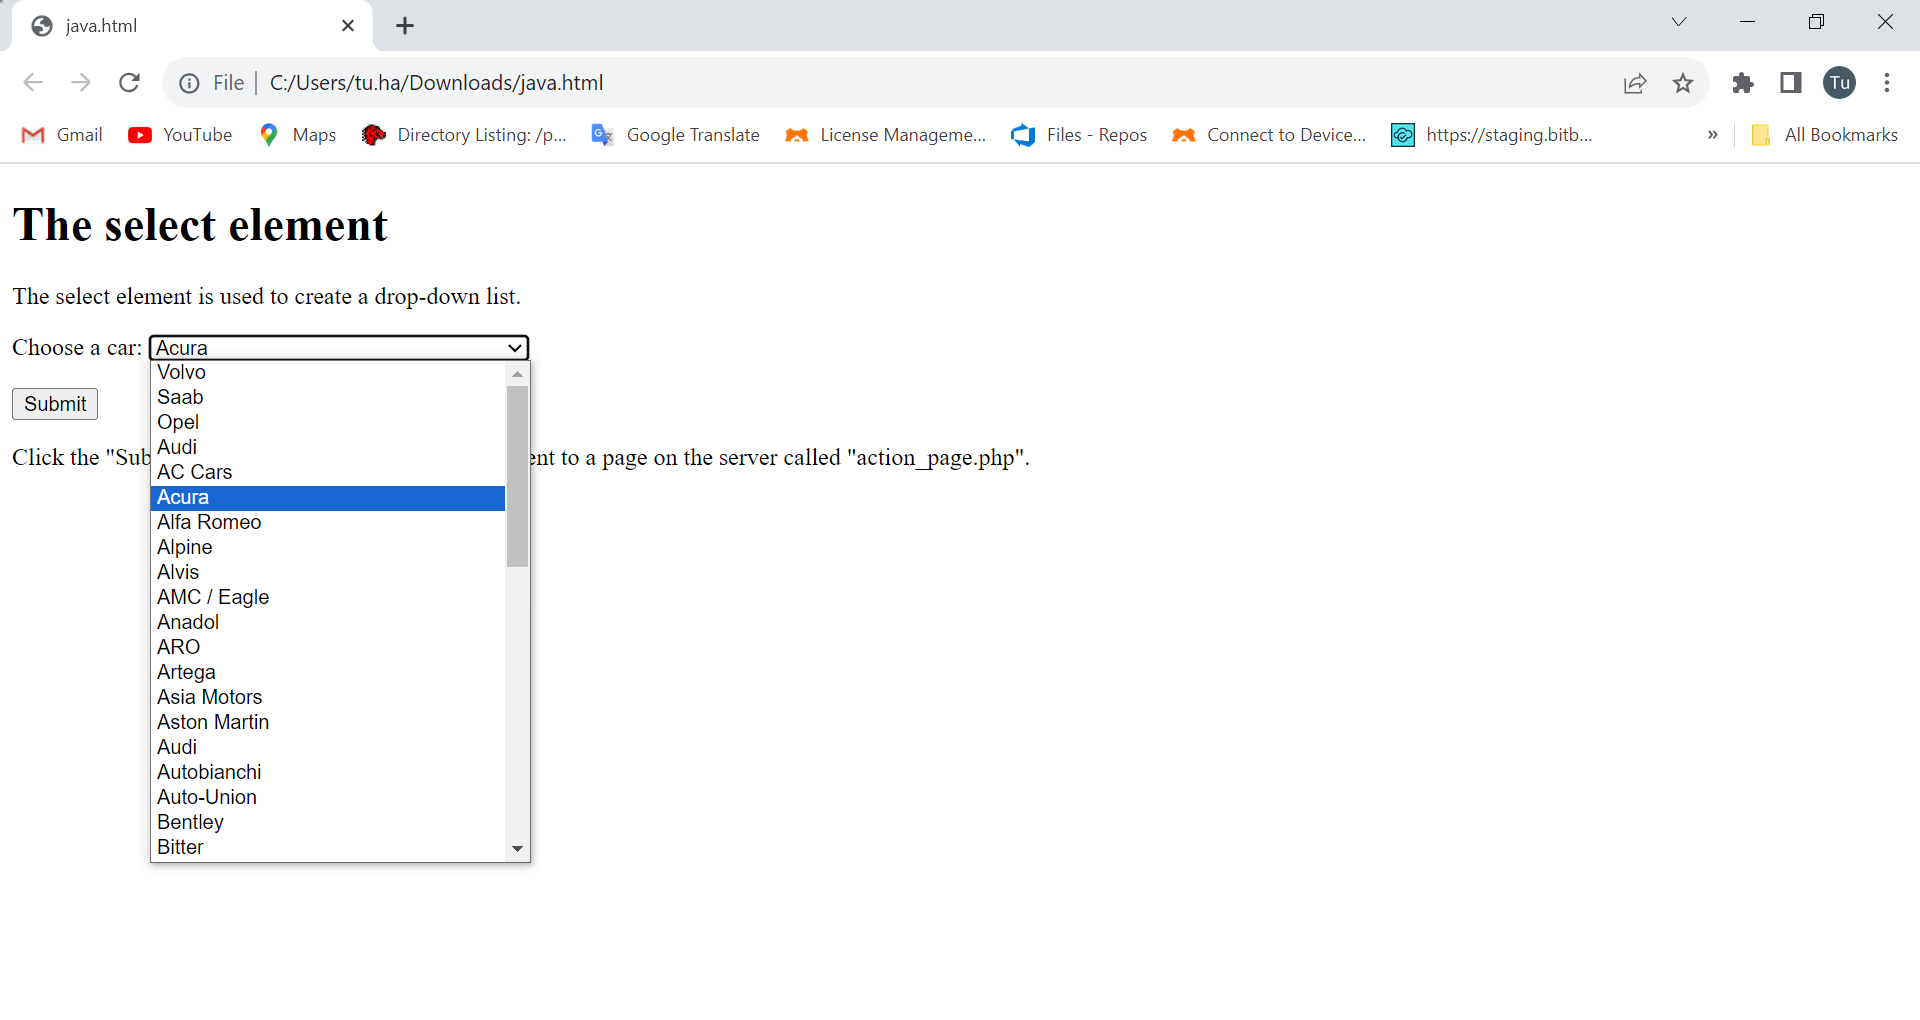 java.html
File C:/Users/tu.ha/Downloads/java.html Tu
Gmail YouTube Maps Directory Listing: /p... Google Translate License Manageme... Files - Repos Connect to Device... https://staging.bitb... » All Bookmarks
The select element
The select element is used to create a drop-down list.
Choose a car: Acura
Volvo
Saab
Submit
Opel
Audi
Click the "Sub ent to a page on the server called "action_page.php".
AC Cars
Acura
Alfa Romeo
Alpine
Alvis
AMC / Eagle
Anadol
ARO
Artega
Asia Motors
Aston Martin
Audi
Autobianchi
Auto-Union
Bentley
Bitter